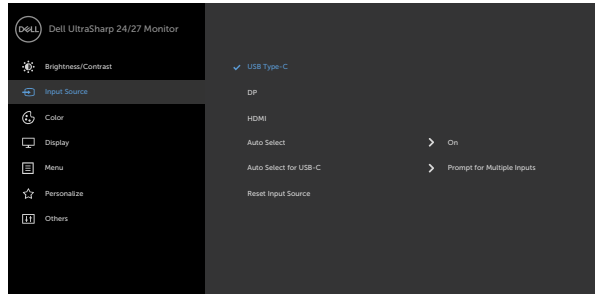 DELL Dell UltraSharp 24/27 Monitor
Brightness/Contrast
Input Source
Color
Display
Menu
Personalize
Others
USB Type-C
DP
HDMI
Auto Select On
Auto Select for USB-C Prompt for Multiple Inputs
Reset Input Source